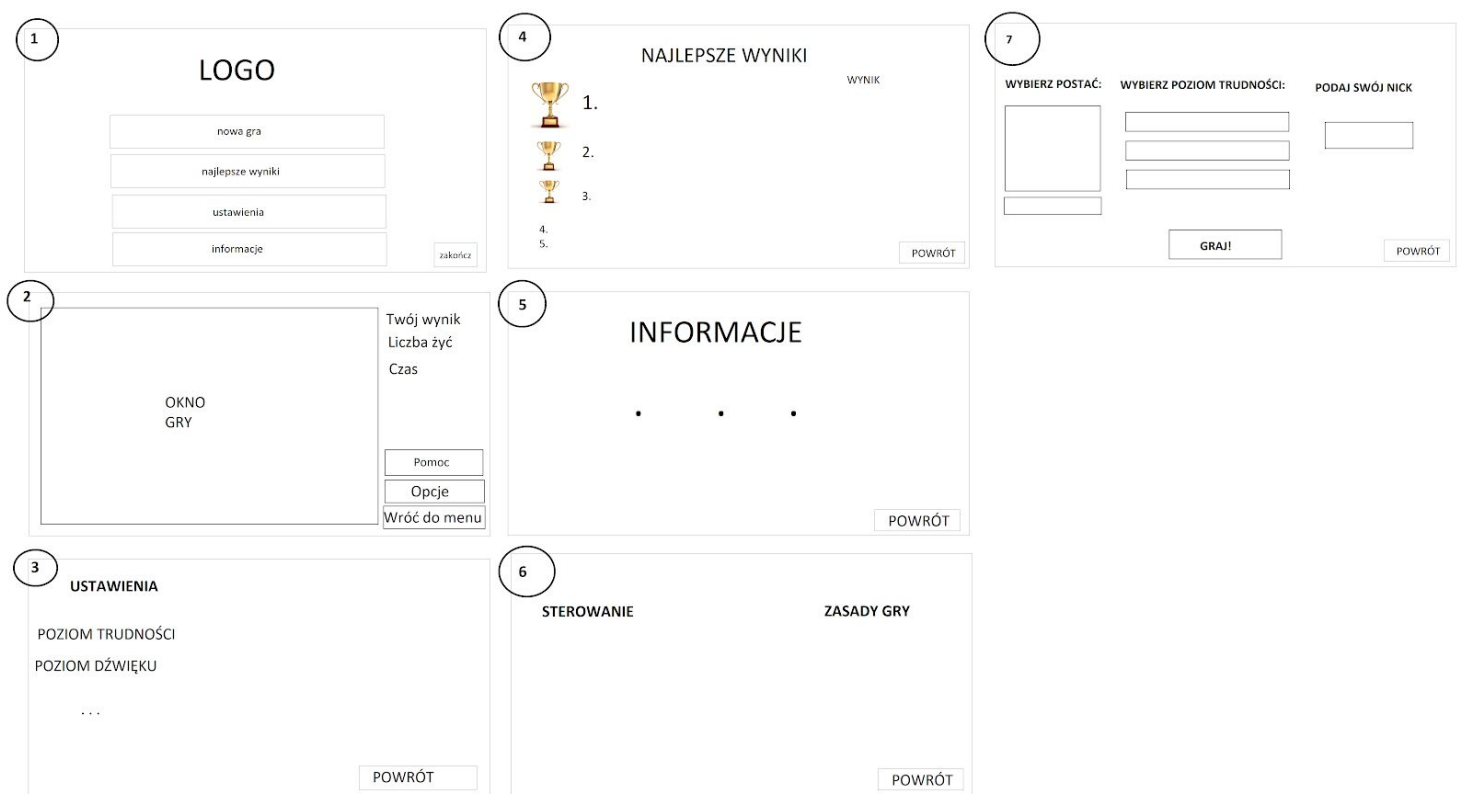 1
LOGO
nowa gra
najlepsze wyniki
ustawienia
informacje
zakończ
2
OKNO
GRY
Twój wynik
Liczba żyć
Czas
Pomoc
Opcje
Wróć do menu
3
USTAWIENIA
POZIOM TRUDNOŚCI
POZIOM DŹWIĘKU
. . .
POWRÓT
4
NAJLEPSZE WYNIKI
WYNIK
1.
2.
3.
4.
5.
POWRÓT
5
INFORMACJE
. . .
POWRÓT
6
STEROWANIE
ZASADY GRY
POWRÓT
7
WYBIERZ POSTAĆ:
WYBIERZ POZIOM TRUDNOŚCI:
PODAJ SWÓJ NICK
GRAJ!
POWRÓT